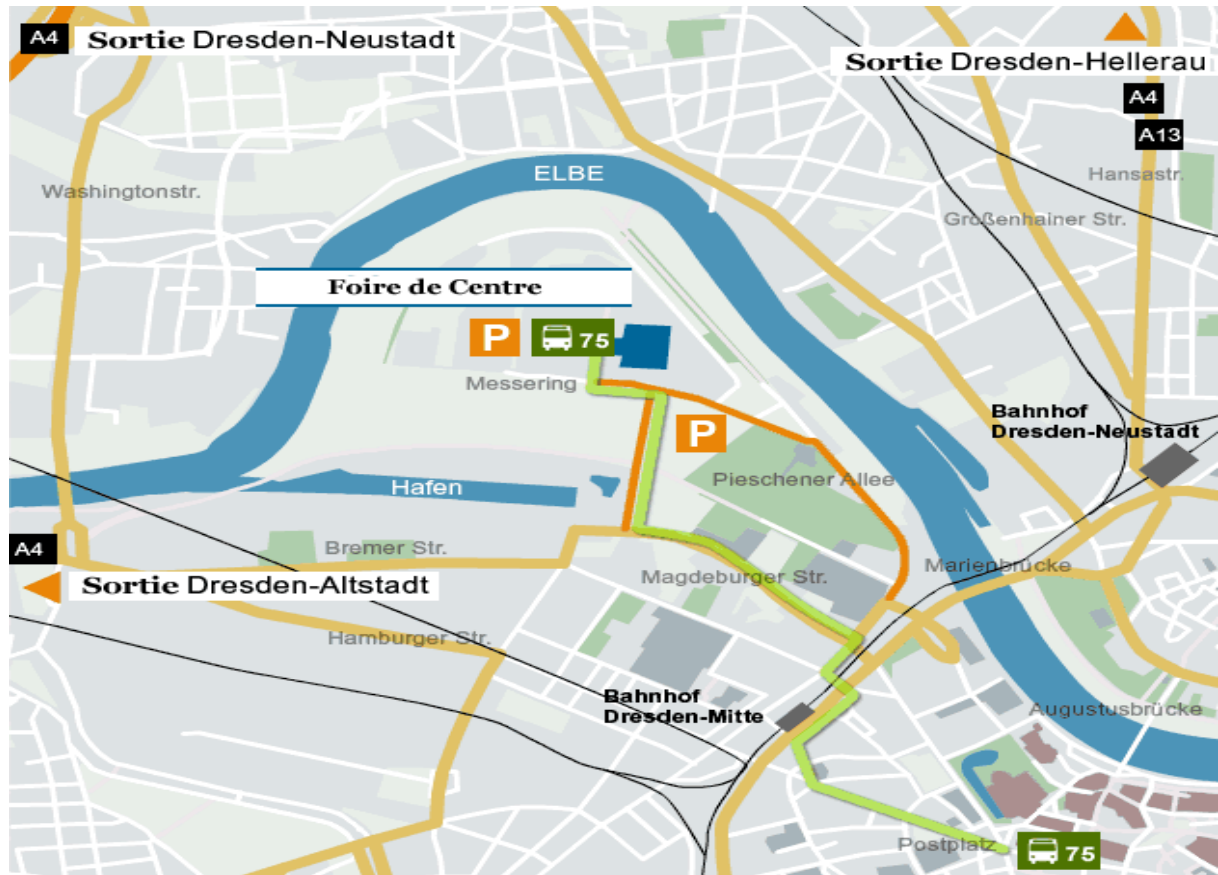 A4 Sortie Dresden-Neustadt
Sortie Dresden-Hellerau
A4
A13
Hansastr.
Washingtonstr.
ELBE
Großenhainer Str.
Foire de Centre
P 75
Messering
Bahnhof
Dresden-Neustadt
P
Pieschener Allee
Hafen
A4
Bremer Str.
Marienbrücke
Sortie Dresden-Altstadt
Magdeburger Str.
Hamburger Str.
Bahnhof
Dresden-Mitte
Augustusbrücke
Postplatz
75